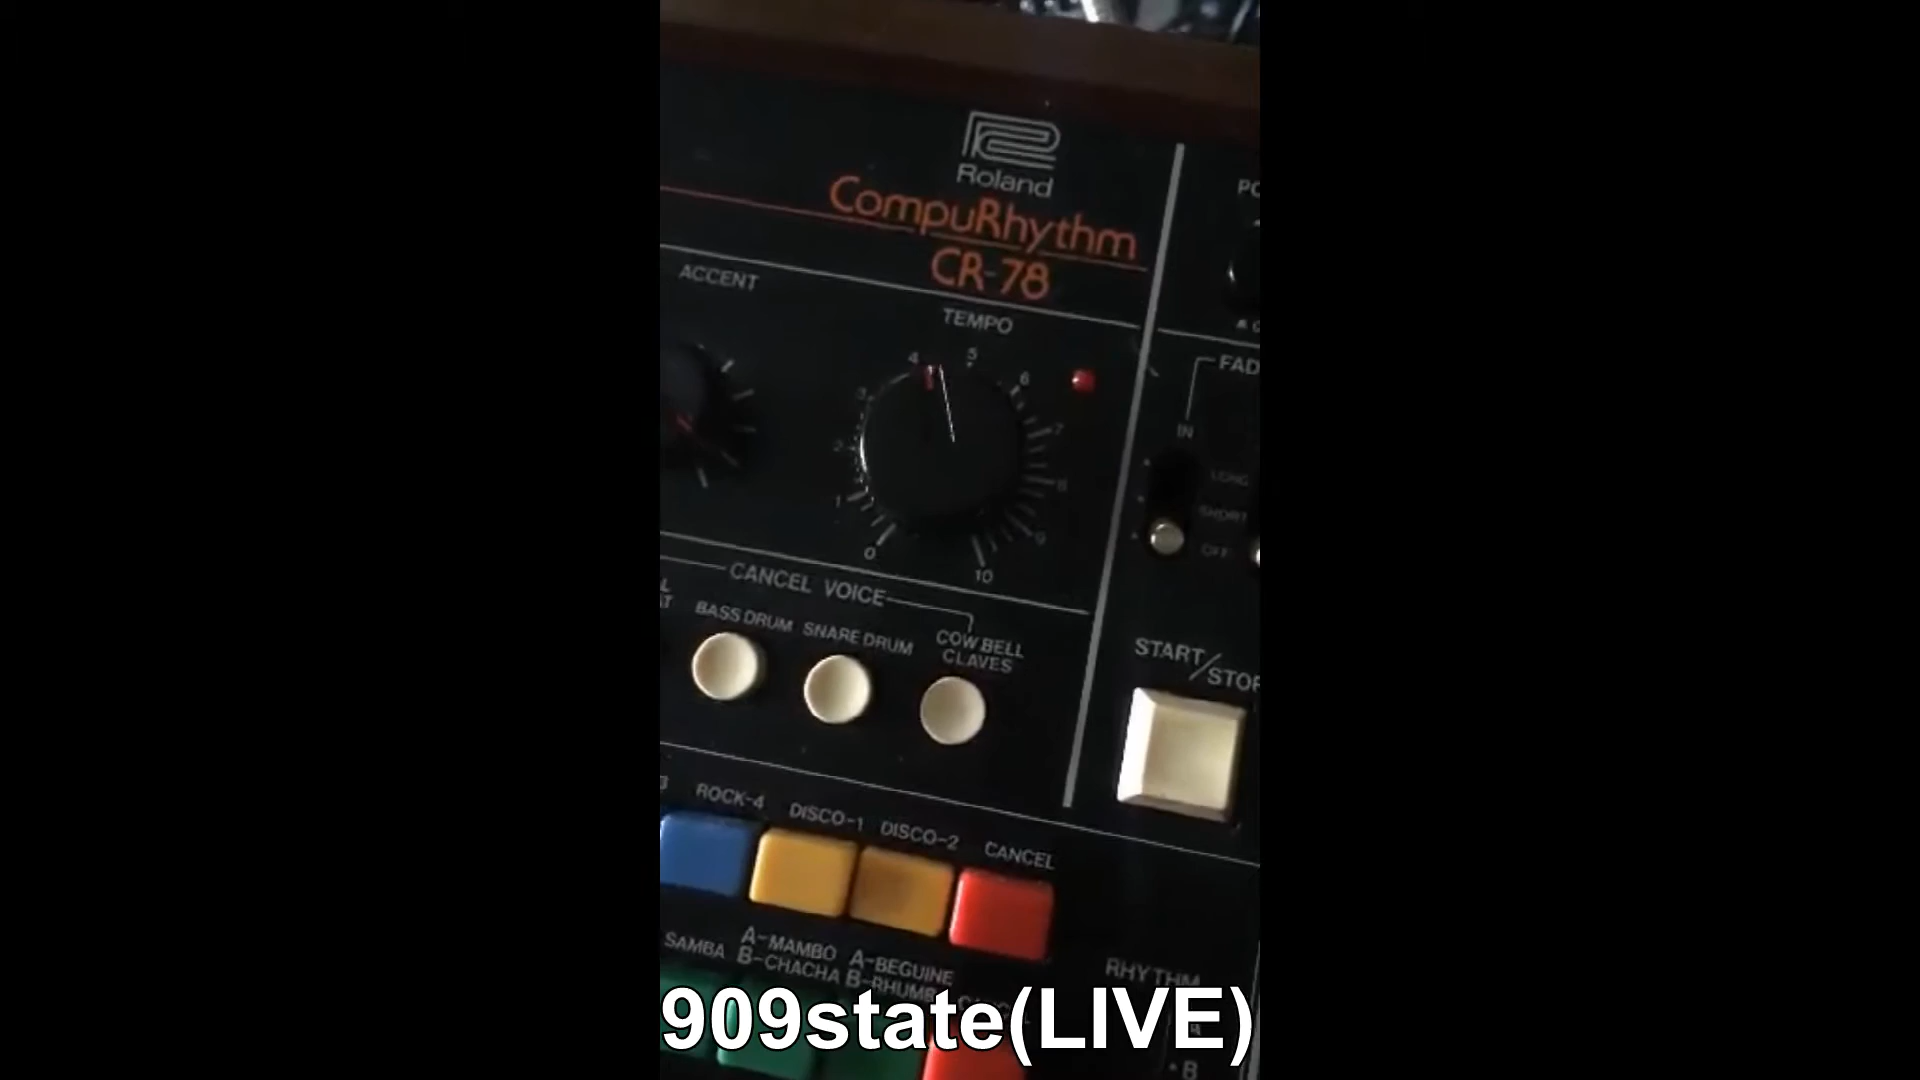 Roland
CompuRhythm
CR-78
ACCENT
TEMPO
0
1
2
3
4
5
6
7
8
9
10
IN
LONG
SHORT
OFF
CANCEL VOICE
BASS DRUM
SNARE DRUM
COW BELL
CLAVES
START/STOP
ROCK-4
DISCO-1
DISCO-2
CANCEL
SAMBA
A-MAMBO
B-CHACHA
A-BEGUINE
B-RHUMB
RHYTHM
909state(LIVE)
B